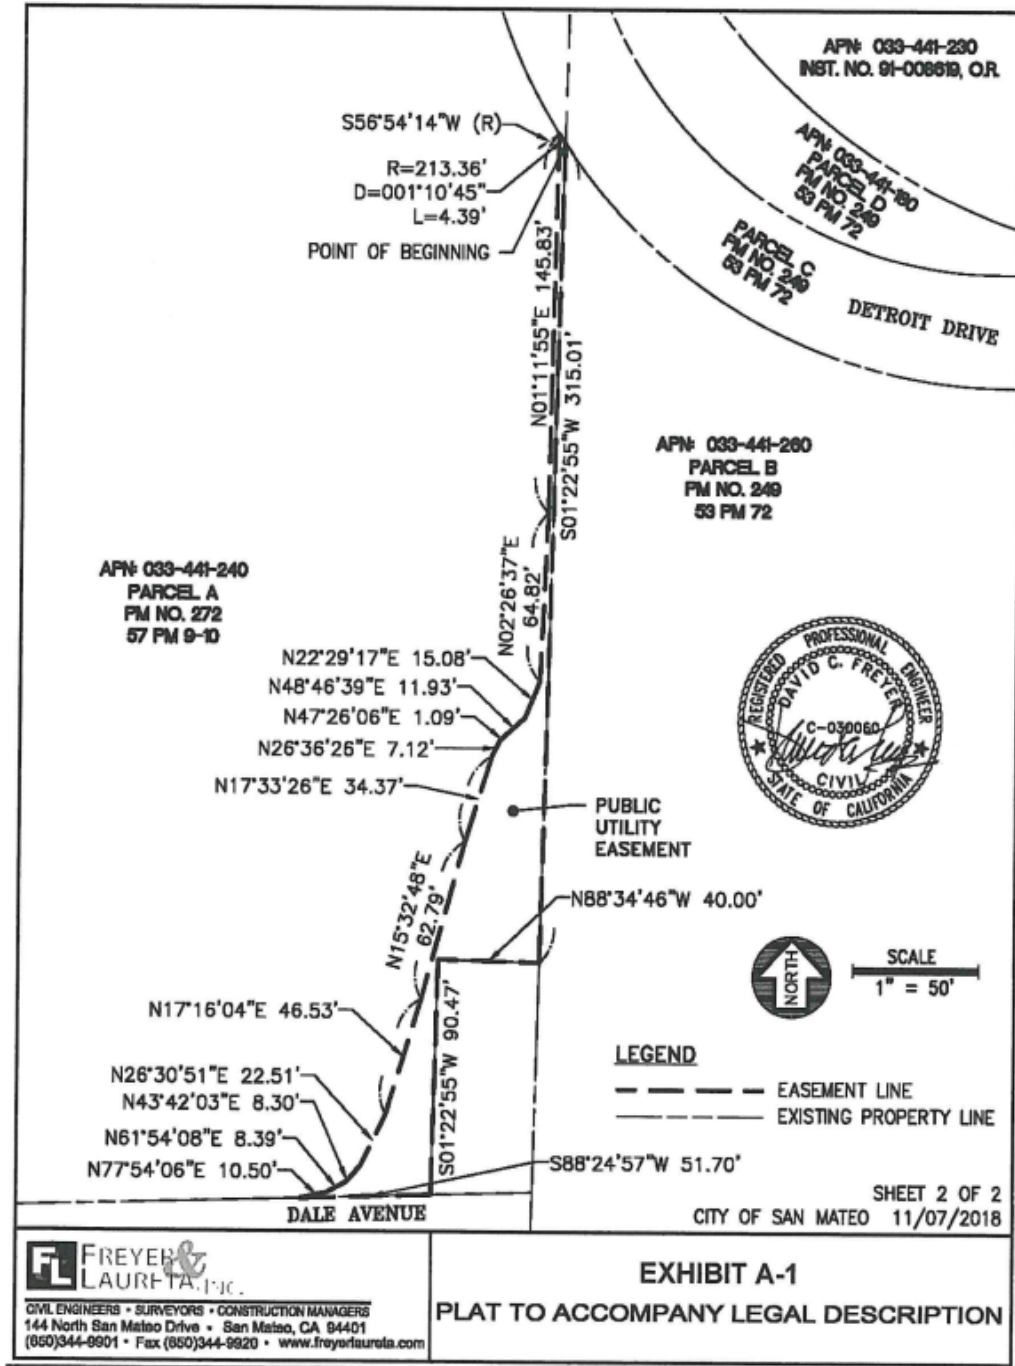 APN: 033-441-230
INST. NO. 91-008619, O.R.
S56°54'14"W (R)
R=213.36'
D=001°10'45"
L=4.39'
POINT OF BEGINNING
APN: 033-441-180
PARCEL D
PM NO. 249
53 PM 72
PARCEL C
PM NO. 249
53 PM 72
DETROIT DRIVE
N01°11'55"E 145.83'
S01°22'55"W 315.01'
APN: 033-441-260
PARCEL B
PM NO. 249
53 PM 72
APN: 033-441-240
PARCEL A
PM NO. 272
57 PM 9-10
N02°26'37"E
64.82'
N22°29'17"E 15.08'
N48°46'39"E 11.93'
N47°26'06"E 1.09'
N26°36'26"E 7.12'
N17°33'26"E 34.37'
REGISTERED PROFESSIONAL ENGINEER
DAVID C. FREYER
C-030060
CIVIL
STATE OF CALIFORNIA
PUBLIC
UTILITY
EASEMENT
N15°32'48"E
62.79'
N88°34'46"W 40.00'
NORTH
SCALE
1" = 50'
N17°16'04"E 46.53'
S01°22'55"W 90.47'
LEGEND
EASEMENT LINE
EXISTING PROPERTY LINE
N26°30'51"E 22.51'
N43°42'03"E 8.30'
N61°54'08"E 8.39'
N77°54'06"E 10.50'
S88°24'57"W 51.70'
DALE AVENUE
SHEET 2 OF 2
CITY OF SAN MATEO 11/07/2018
FL FREYER &
LAURETA, INC.
CIVIL ENGINEERS • SURVEYORS • CONSTRUCTION MANAGERS
144 North San Mateo Drive • San Mateo, CA 94401
(650)344-9901 • Fax (650)344-9920 • www.freyerlaureta.com
EXHIBIT A-1
PLAT TO ACCOMPANY LEGAL DESCRIPTION